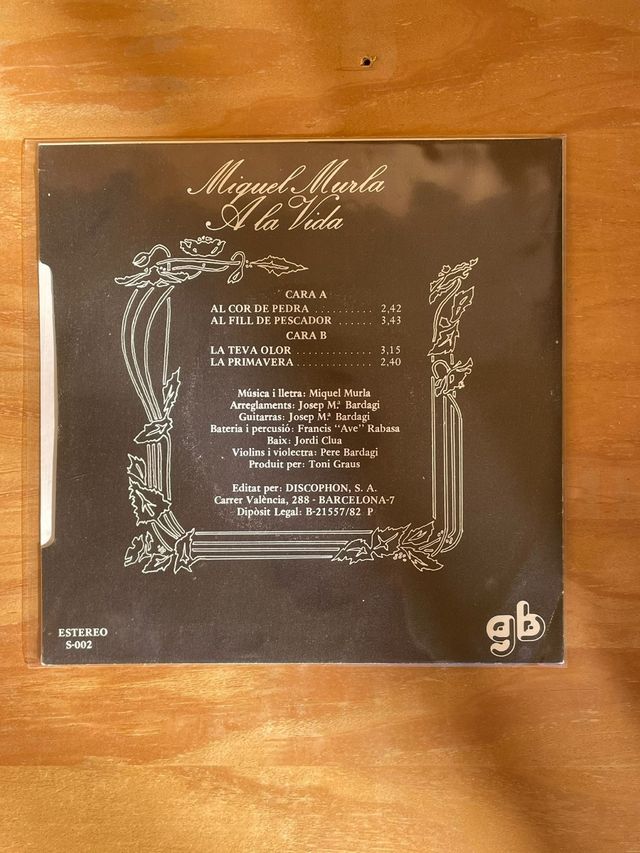 Miquel Murla
A la Vida
CARA A
AL COR DE PEDRA .......... 2,42
AL FILL DE PESCADOR ...... 3,43
CARA B
LA TEVA OLOR ............. 3,15
LA PRIMAVERA ............. 2,40
Música i lletra: Miquel Murla
Arreglaments: Josep M.ª Bardagi
Guitarras: Josep M.ª Bardagi
Bateria i percusió: Francis "Ave" Rabasa
Baix: Jordi Clua
Violins i violectra: Pere Bardagi
Produit per: Toni Graus
Editat per: DISCOPHON, S. A.
Carrer València, 288 - BARCELONA-7
Dipòsit Legal: B-21557/82 P
ESTEREO
S-002
gb